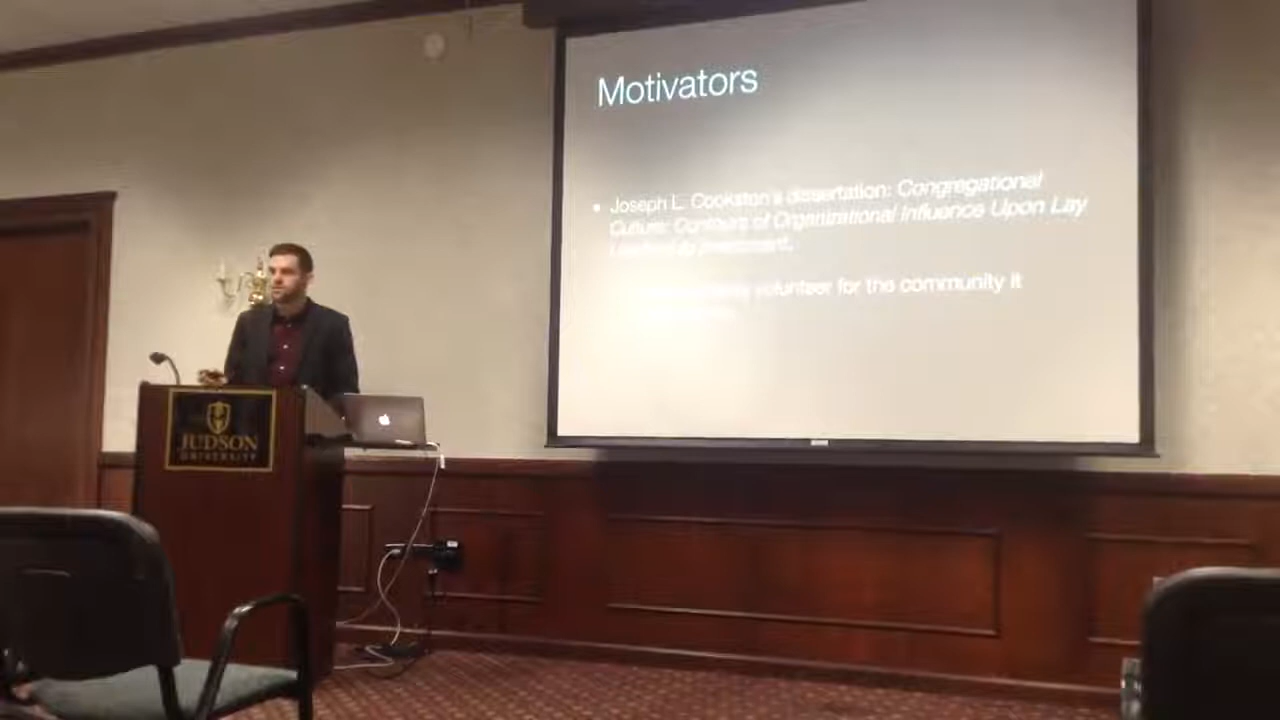 Motivators
• Joseph L. Cookston's dissertation: Congregational
Culture: Contours of Organizational Influence Upon Lay
volunteer for the community it
JUDSON
UNIVERSITY